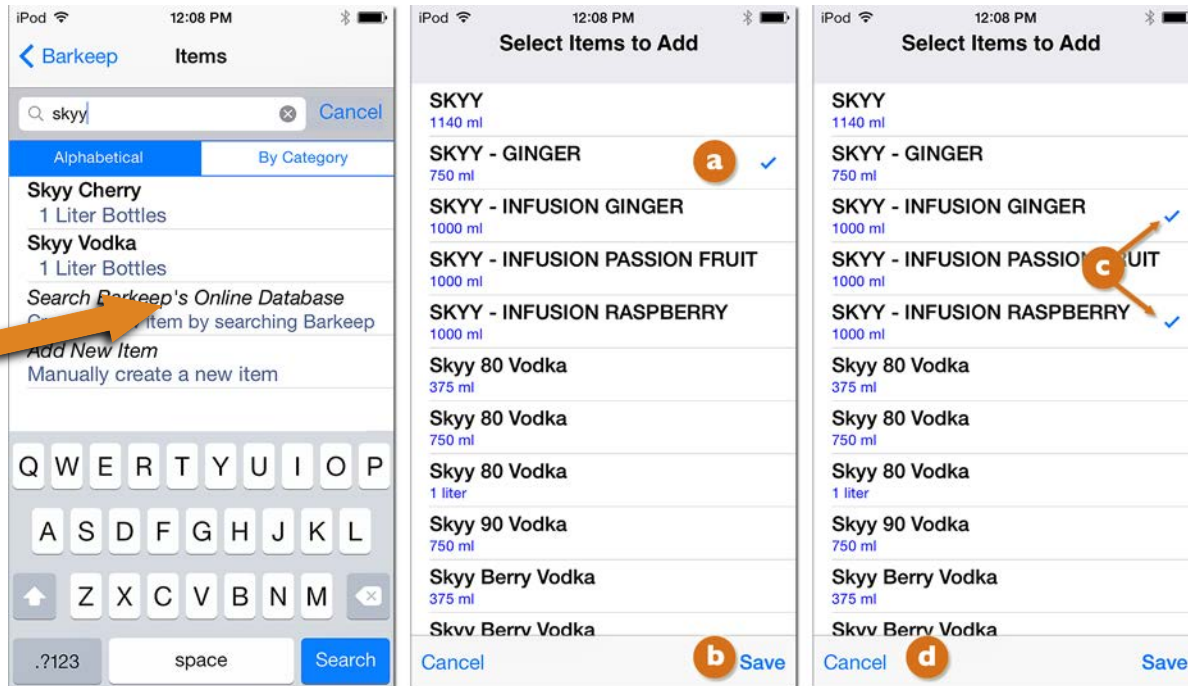 iPod 12:08 PM
Barkeep Items
skyy Cancel
Alphabetical By Category
Skyy Cherry
1 Liter Bottles
Skyy Vodka
1 Liter Bottles
Search Barkeep's Online Database
item by searching Barkeep
Add New Item
Manually create a new item
Q W E R T Y U I O P
A S D F G H J K L
Z X C V B N M
.?123 space Search
iPod 12:08 PM
Select Items to Add
SKYY
1140 ml
SKYY - GINGER
750 ml
a
SKYY - INFUSION GINGER
1000 ml
SKYY - INFUSION PASSION FRUIT
1000 ml
SKYY - INFUSION RASPBERRY
1000 ml
Skyy 80 Vodka
375 ml
Skyy 80 Vodka
750 ml
Skyy 80 Vodka
1 liter
Skyy 90 Vodka
750 ml
Skyy Berry Vodka
375 ml
Skyy Berry Vodka
Cancel b Save
iPod 12:08 PM
Select Items to Add
SKYY
1140 ml
SKYY - GINGER
750 ml
SKYY - INFUSION GINGER
1000 ml
SKYY - INFUSION
c
1000 ml
SKYY - INFUSION RASPBERRY
1000 ml
Skyy 80 Vodka
375 ml
Skyy 80 Vodka
750 ml
Skyy 80 Vodka
1 liter
Skyy 90 Vodka
750 ml
Skyy Berry Vodka
375 ml
Skyy Berry Vodka
Cancel d Save